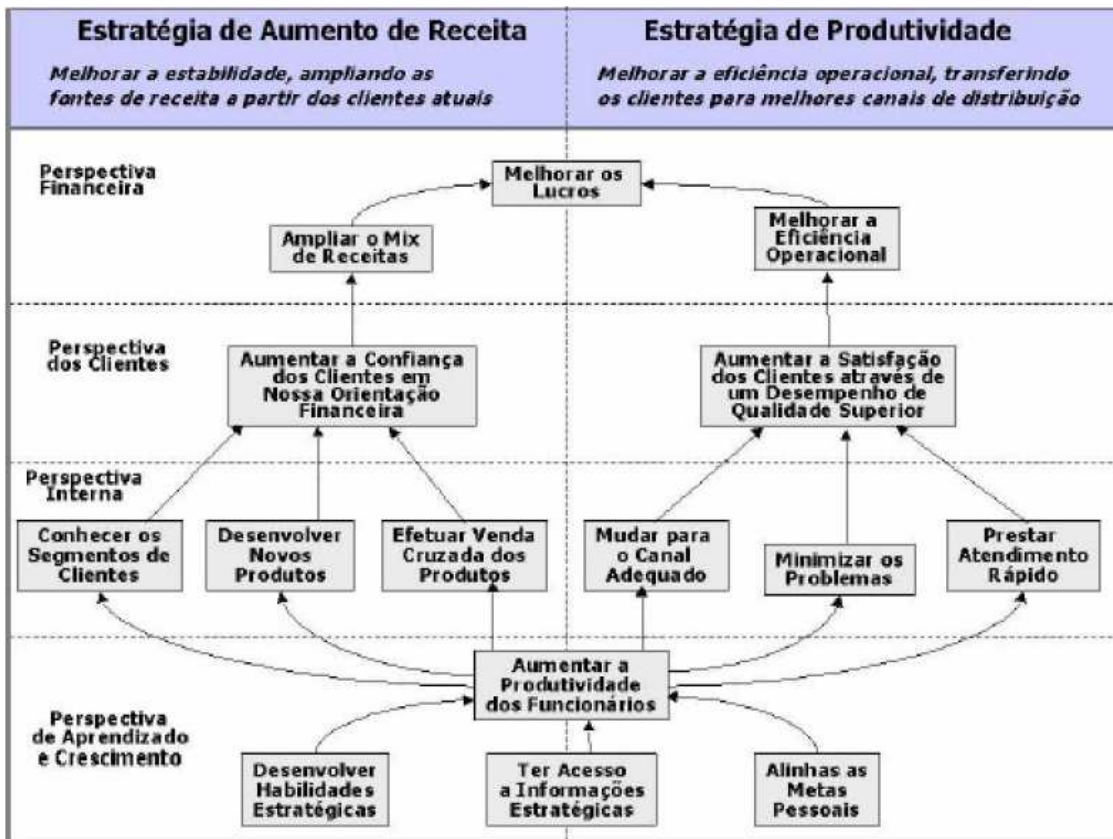 Estratégia de Aumento de Receita
Melhorar a estabilidade, ampliando as
fontes de receita a partir dos clientes atuais
Estratégia de Produtividade
Melhorar a eficiência operacional, transferindo
os clientes para melhores canais de distribuição
Perspectiva
Financeira
Melhorar os
Lucros
Ampliar o Mix
de Receitas
Melhorar a
Eficiência
Operacional
Perspectiva
dos Clientes
Aumentar a Confiança
dos Clientes em
Nossa Orientação
Financeira
Aumentar a Satisfação
dos Clientes através de
um Desempenho de
Qualidade Superior
Perspectiva
Interna
Conhecer os
Segmentos de
Clientes
Desenvolver
Novos
Produtos
Efetuar Venda
Cruzada dos
Produtos
Mudar para
o Canal
Adequado
Minimizar os
Problemas
Prestar
Atendimento
Rápido
Perspectiva
de Aprendizado
e Crescimento
Aumentar a
Produtividade
dos Funcionários
Desenvolver
Habilidades
Estratégicas
Ter Acesso
a Informações
Estratégicas
Alinhas as
Metas
Pessoais